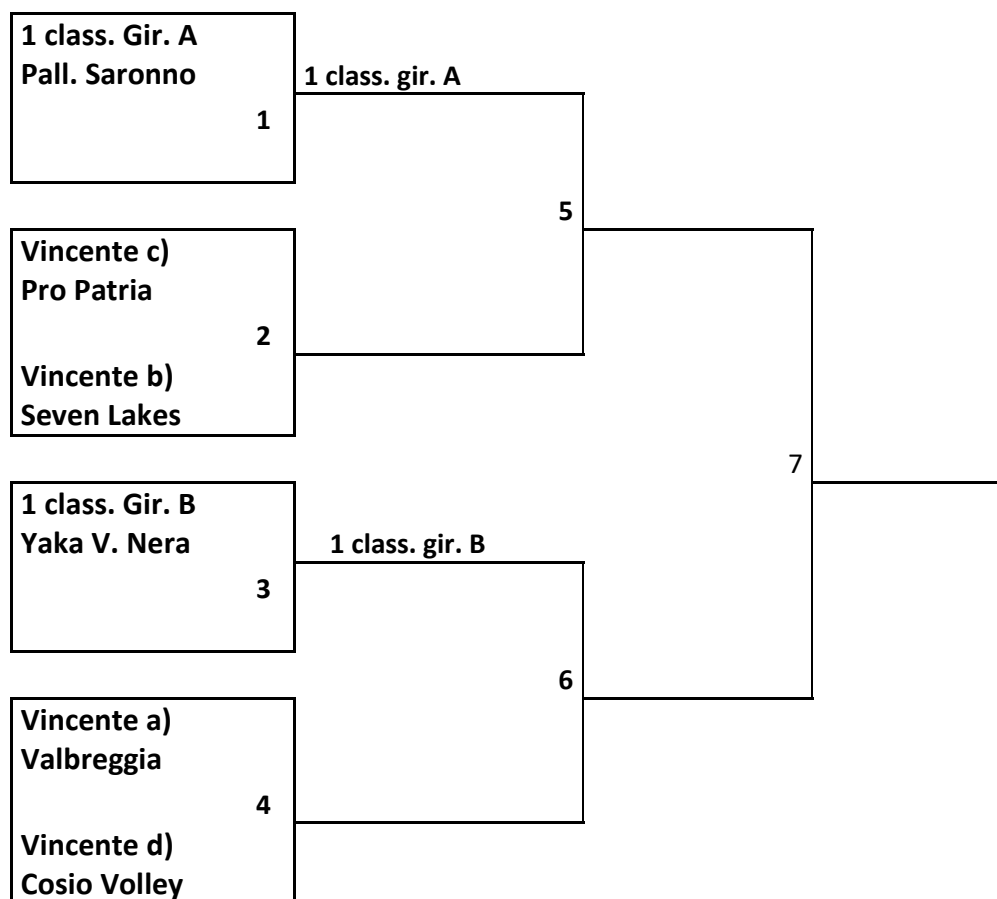 1 class. Gir. A
Pall. Saronno
1 class. gir. A
1
5
Vincente c)
Pro Patria
2
Vincente b)
Seven Lakes
7
1 class. Gir. B
Yaka V. Nera
1 class. gir. B
3
6
Vincente a)
Valbreggia
4
Vincente d)
Cosio Volley